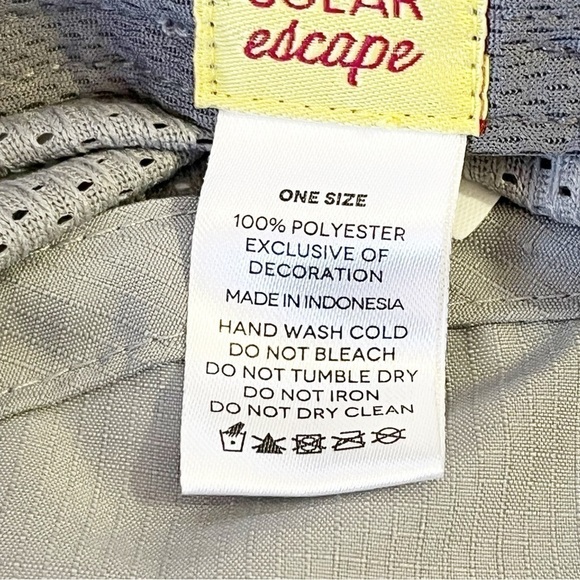 SOLAR
escape
ONE SIZE
100% POLYESTER
EXCLUSIVE OF
DECORATION
MADE IN INDONESIA
HAND WASH COLD
DO NOT BLEACH
DO NOT TUMBLE DRY
DO NOT IRON
DO NOT DRY CLEAN